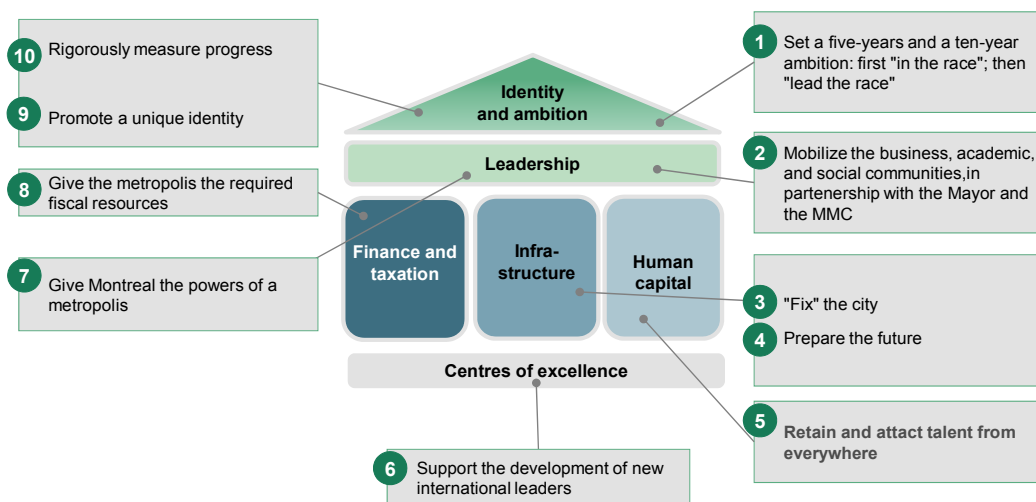 10
Rigorously measure progress
9
Promote a unique identity
8
Give the metropolis the required
fiscal resources
7
Give Montreal the powers of a
metropolis
Identity
and ambition
Leadership
Finance and
taxation
Infra-
structure
Human
capital
Centres of excellence
1
Set a five-years and a ten-year
ambition: first "in the race"; then
"lead the race"
2
Mobilize the business, academic,
and social communities,in
partenership with the Mayor and
the MMC
3
"Fix" the city
4
Prepare the future
5
Retain and attact talent from
everywhere
6
Support the development of new
international leaders